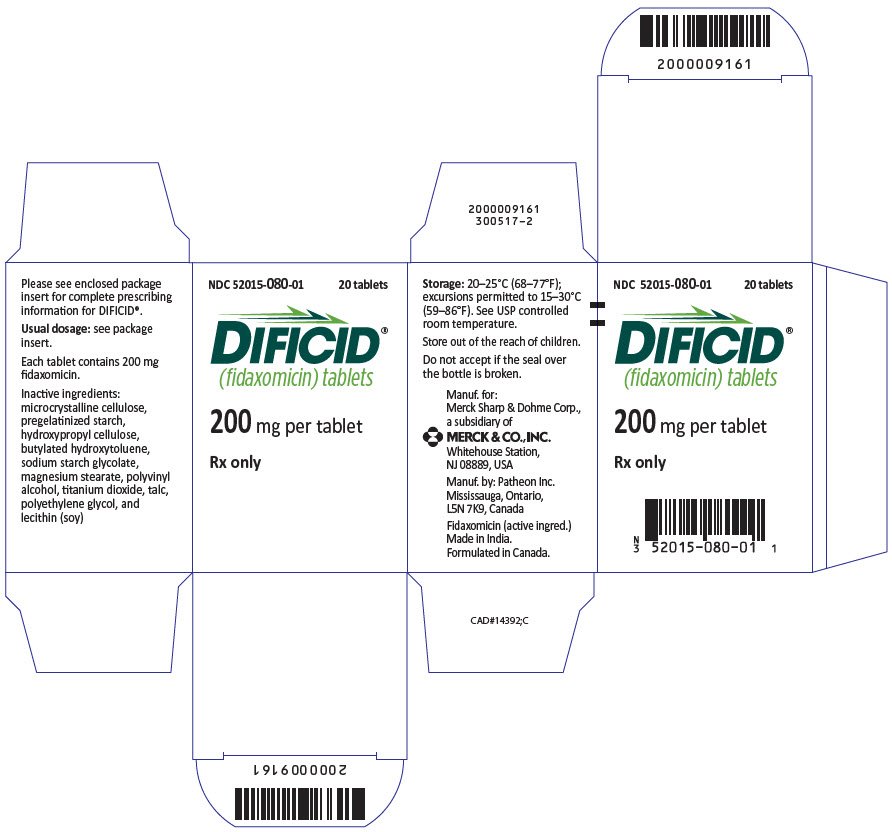 2000009161
2000009161
300517-2
Please see enclosed package
insert for complete prescribing
information for DIFICID®.
Usual dosage: see package
insert.
Each tablet contains 200 mg
fidaxomicin.
Inactive ingredients:
microcrystalline cellulose,
pregelatinized starch,
hydroxypropyl cellulose,
butylated hydroxytoluene,
sodium starch glycolate,
magnesium stearate, polyvinyl
alcohol, titanium dioxide, talc,
polyethylene glycol, and
lecithin (soy)
NDC 52015-080-01 20 tablets
DIFICID®
(fidaxomicin) tablets
200 mg per tablet
Rx only
Storage: 20–25°C (68–77°F);
excursions permitted to 15–30°C
(59–86°F). See USP controlled
room temperature.
Store out of the reach of children.
Do not accept if the seal over
the bottle is broken.
Manuf. for:
Merck Sharp & Dohme Corp.,
a subsidiary of
MERCK & CO., INC.
Whitehouse Station,
NJ 08889, USA
Manuf. by: Patheon Inc.
Mississauga, Ontario,
L5N 7K9, Canada
Fidaxomicin (active ingred.)
Made in India.
Formulated in Canada.
NDC 52015-080-01 20 tablets
DIFICID®
(fidaxomicin) tablets
200 mg per tablet
Rx only
N
3 52015-080-01 1
CAD#14392;C
2000009161